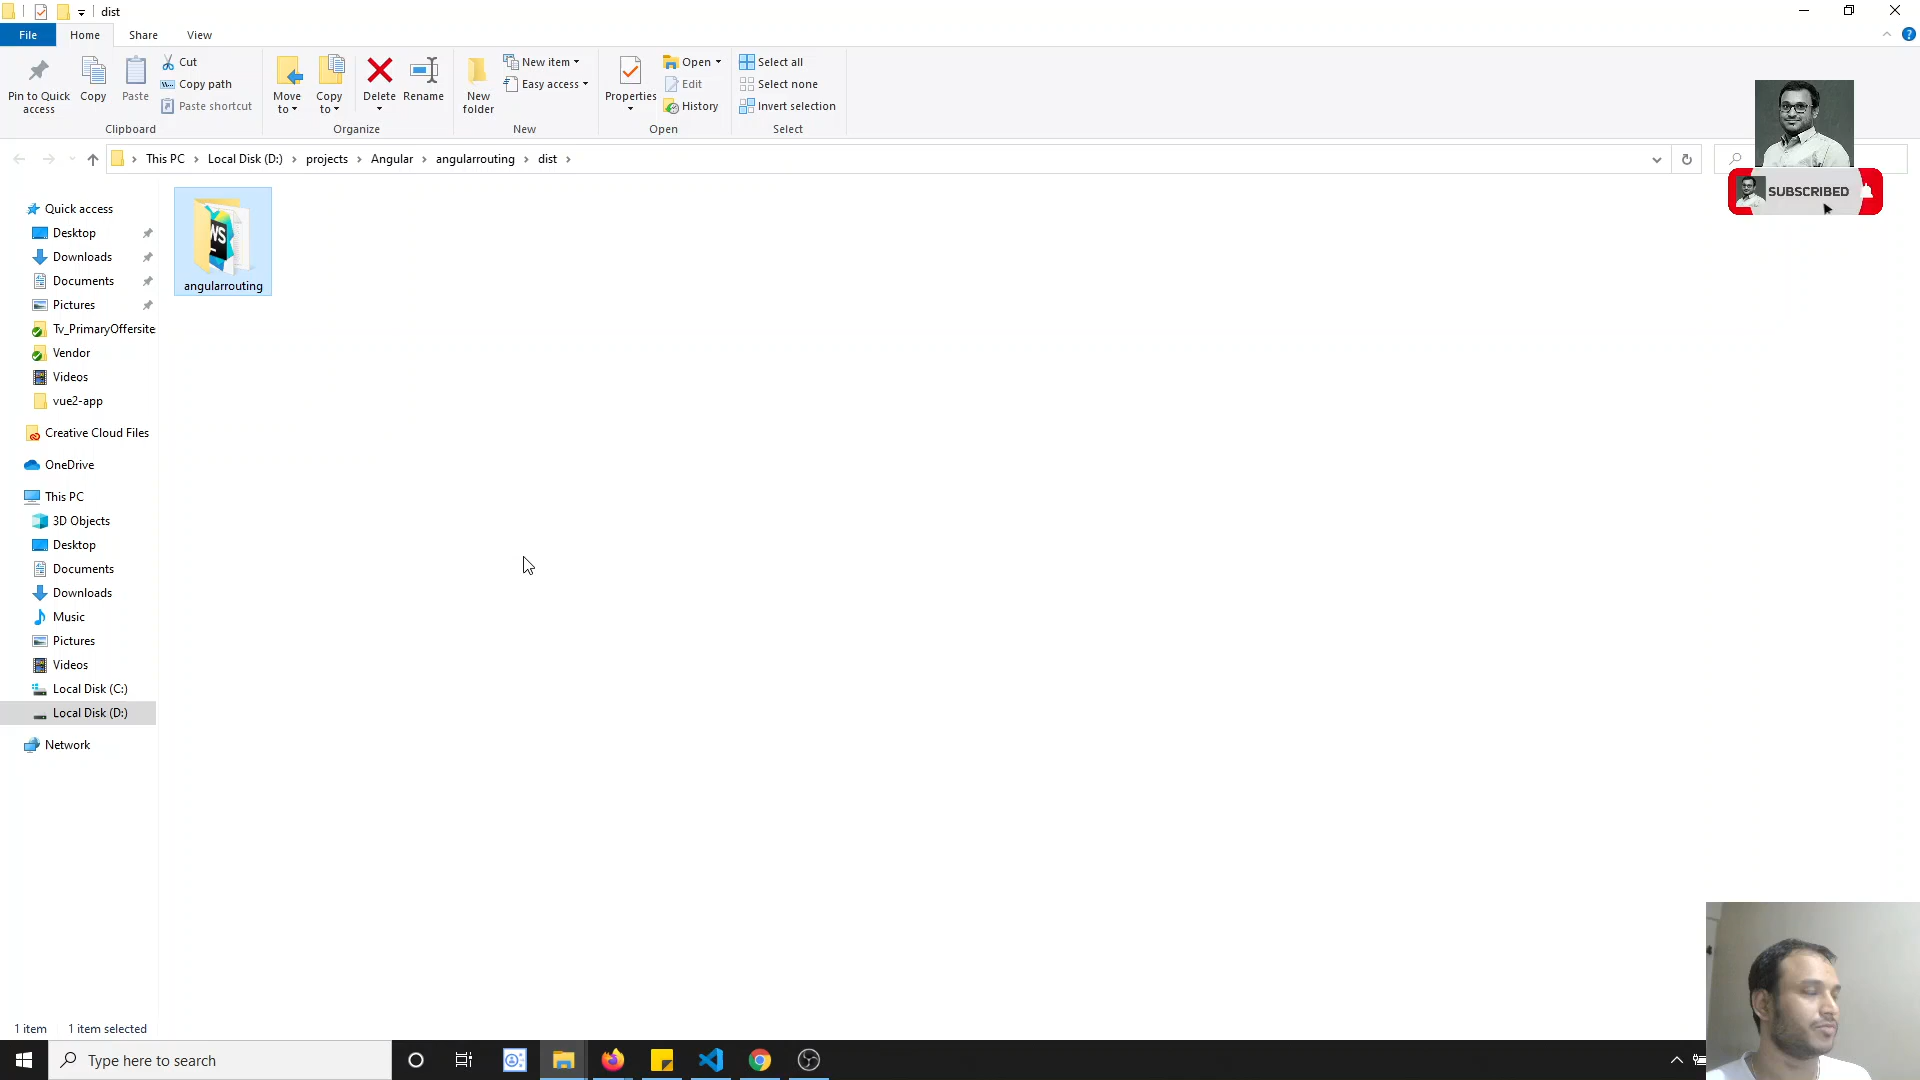 dist
File
Home
Share
View
Pin to Quick
access
Copy
Paste
Cut
Copy path
Paste shortcut
Clipboard
Move
to
Copy
to
Delete
Rename
Organize
New
folder
New item
Easy access
New
Properties
Open
Edit
History
Open
Select all
Select none
Invert selection
Select
This PC
Local Disk (D:)
projects
Angular
angularrouting
dist
SUBSCRIBED
WS
angularrouting
Quick access
Desktop
Downloads
Documents
Pictures
Tv_PrimaryOffersite
Vendor
Videos
vue2-app
Creative Cloud Files
OneDrive
This PC
3D Objects
Desktop
Documents
Downloads
Music
Pictures
Videos
Local Disk (C:)
Local Disk (D:)
Network
1 item
1 item selected
Type here to search